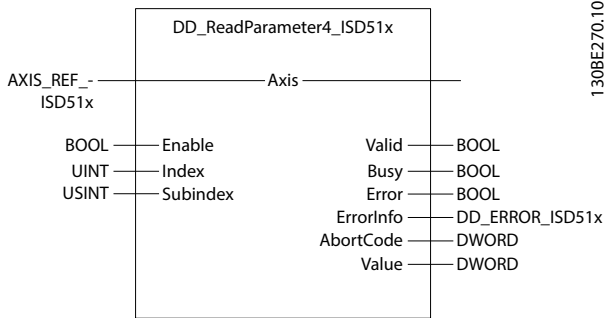 DD_ReadParameter4_ISD51x
AXIS_REF_-
ISD51x
Axis
BOOL Enable Valid BOOL
UINT Index Busy BOOL
USINT Subindex Error BOOL
ErrorInfo DD_ERROR_ISD51x
AbortCode DWORD
Value DWORD
130BE270.10